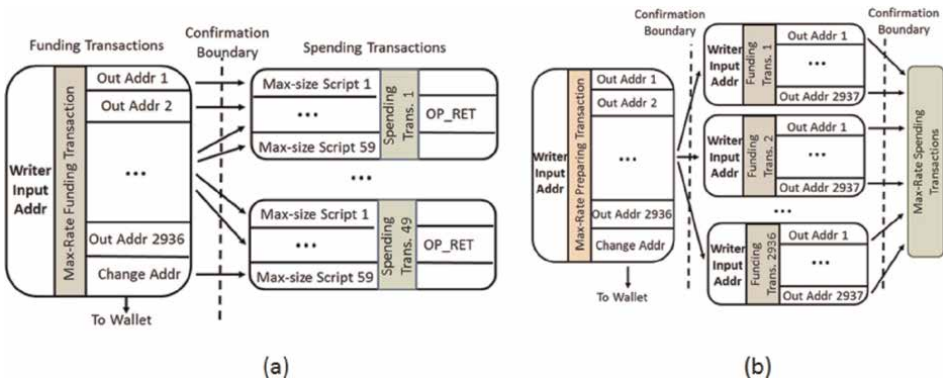 Funding Transactions
Confirmation
Boundary
Spending Transactions
Writer
Input
Addr
Max-Rate Funding Transaction
Out Addr 1
Out Addr 2
•••
Out Addr 2936
Change Addr
To Wallet
Max-size Script 1
•••
Max-size Script 59
Spending
Trans. 1
OP_RET
•••
Max-size Script 1
•••
Max-size Script 59
Spending
Trans. 49
OP_RET
(a)
Confirmation
Boundary
Confirmation
Boundary
Writer
Input
Addr
Max-Rate Preparing Transaction
Out Addr 1
Out Addr 2
•••
Out Addr 2936
Change Addr
To Wallet
Writer
Input
Addr
Funding
Trans. 1
Out Addr 1
•••
Out Addr 2937
Writer
Input
Addr
Funding
Trans. 2
Out Addr 1
•••
Out Addr 2937
•••
Writer
Input
Addr
Funding
Trans. 2936
Out Addr 1
•••
Out Addr 2937
Max-Rate Spending
Transactions
(b)